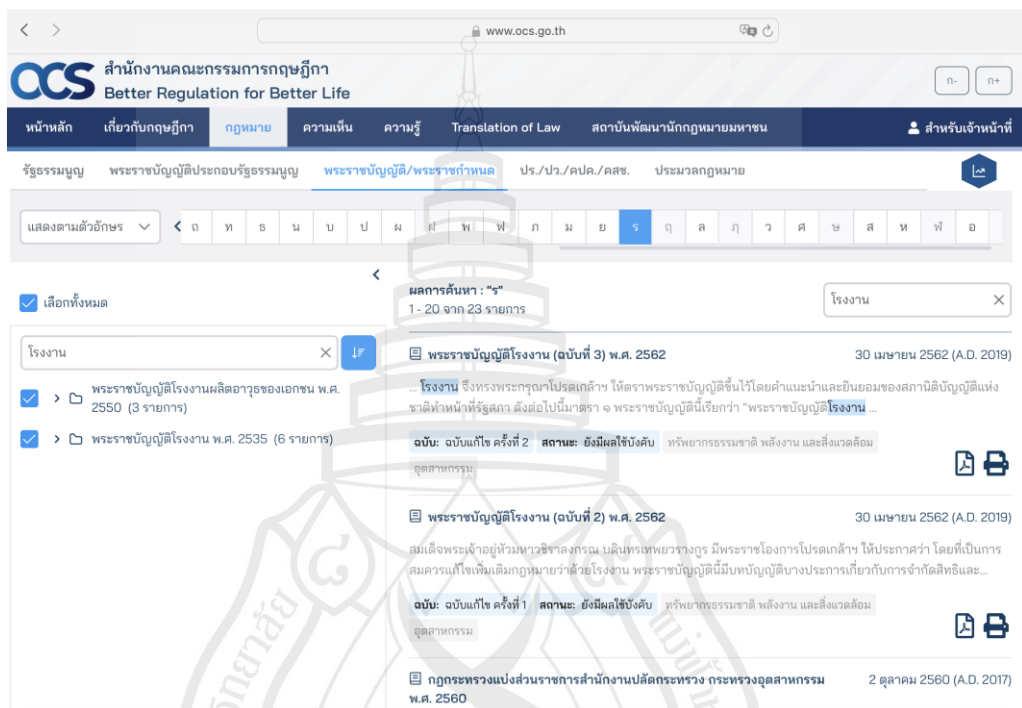 www.ocs.go.th
OCS สำนักงานคณะกรรมการกฤษฎีกา
Better Regulation for Better Life
ก- ก+
หน้าหลัก เกี่ยวกับกฤษฎีกา กฎหมาย ความเห็น ความรู้ Translation of Law สถาบันพัฒนานักกฎหมายมหาชน สำหรับเจ้าหน้าที่
รัฐธรรมนูญ พระราชบัญญัติประกอบรัฐธรรมนูญ พระราชบัญญัติ/พระราชกำหนด ปร./ปว./คปค./คสช. ประมวลกฎหมาย
แสดงตามตัวอักษร ถ ท ธ น บ ป ผ ฝ พ ฟ ภ ม ย ร ฤ ล ฦ ว ศ ษ ส ห ฬ อ
เลือกทั้งหมด
โรงงาน
พระราชบัญญัติโรงงานผลิตอาวุธของเอกชน พ.ศ.
2550 (3 รายการ)
พระราชบัญญัติโรงงาน พ.ศ. 2535 (6 รายการ)
ผลการค้นหา : "ร"
1 - 20 จาก 23 รายการ
โรงงาน
พระราชบัญญัติโรงงาน (ฉบับที่ 3) พ.ศ. 2562 30 เมษายน 2562 (A.D. 2019)
... โรงงาน จึงทรงพระกรุณาโปรดเกล้าฯ ให้ตราพระราชบัญญัติขึ้นไว้โดยคำแนะนำและยินยอมของสภานิติบัญญัติแห่ง
ชาติทำหน้าที่รัฐสภา ดังต่อไปนี้มาตรา ๑ พระราชบัญญัตินี้เรียกว่า “พระราชบัญญัติโรงงาน ...
ฉบับ: ฉบับแก้ไข ครั้งที่ 2 สถานะ: ยังมีผลใช้บังคับ ทรัพยากรธรรมชาติ พลังงาน และสิ่งแวดล้อม
อุตสาหกรรม
พระราชบัญญัติโรงงาน (ฉบับที่ 2) พ.ศ. 2562 30 เมษายน 2562 (A.D. 2019)
สมเด็จพระเจ้าอยู่หัวมหาวชิราลงกรณ บดินทรเทพยวรางกูร มีพระราชโองการโปรดเกล้าฯ ให้ประกาศว่า โดยที่เป็นการ
สมควรแก้ไขเพิ่มเติมกฎหมายว่าด้วยโรงงาน พระราชบัญญัตินี้มีบทบัญญัติบางประการเกี่ยวกับการจำกัดสิทธิและ...
ฉบับ: ฉบับแก้ไข ครั้งที่ 1 สถานะ: ยังมีผลใช้บังคับ ทรัพยากรธรรมชาติ พลังงาน และสิ่งแวดล้อม
อุตสาหกรรม
กฎกระทรวงแบ่งส่วนราชการสำนักงานปลัดกระทรวง กระทรวงอุตสาหกรรม 2 ตุลาคม 2560 (A.D. 2017)
พ.ศ. 2560